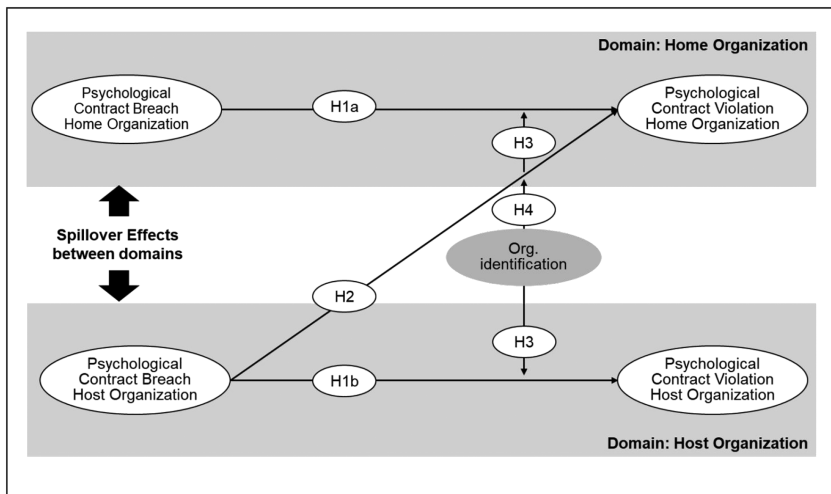 Domain: Home Organization
Psychological
Contract Breach
Home Organization
H1a
Psychological
Contract Violation
Home Organization
H3
H4
Spillover Effects
between domains
Org.
identification
H2
H3
Psychological
Contract Breach
Host Organization
H1b
Psychological
Contract Violation
Host Organization
Domain: Host Organization